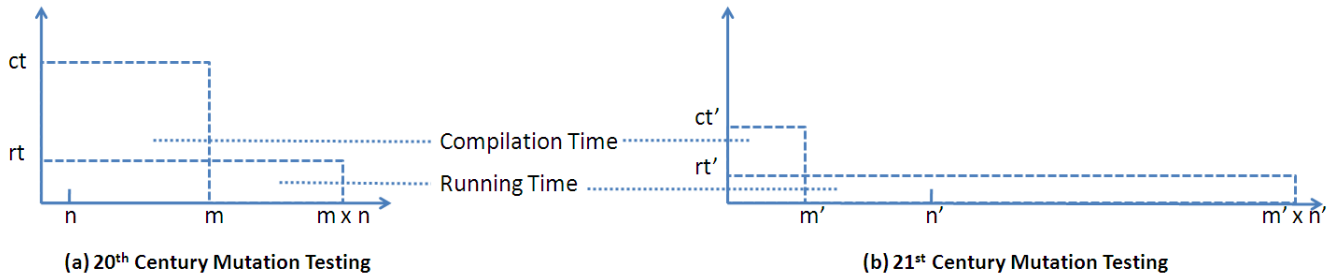 ct
rt
n
m
m x n
Compilation Time
Running Time
ct’
rt’
m’
n’
m’ x n’
(a) 20th Century Mutation Testing
(b) 21st Century Mutation Testing